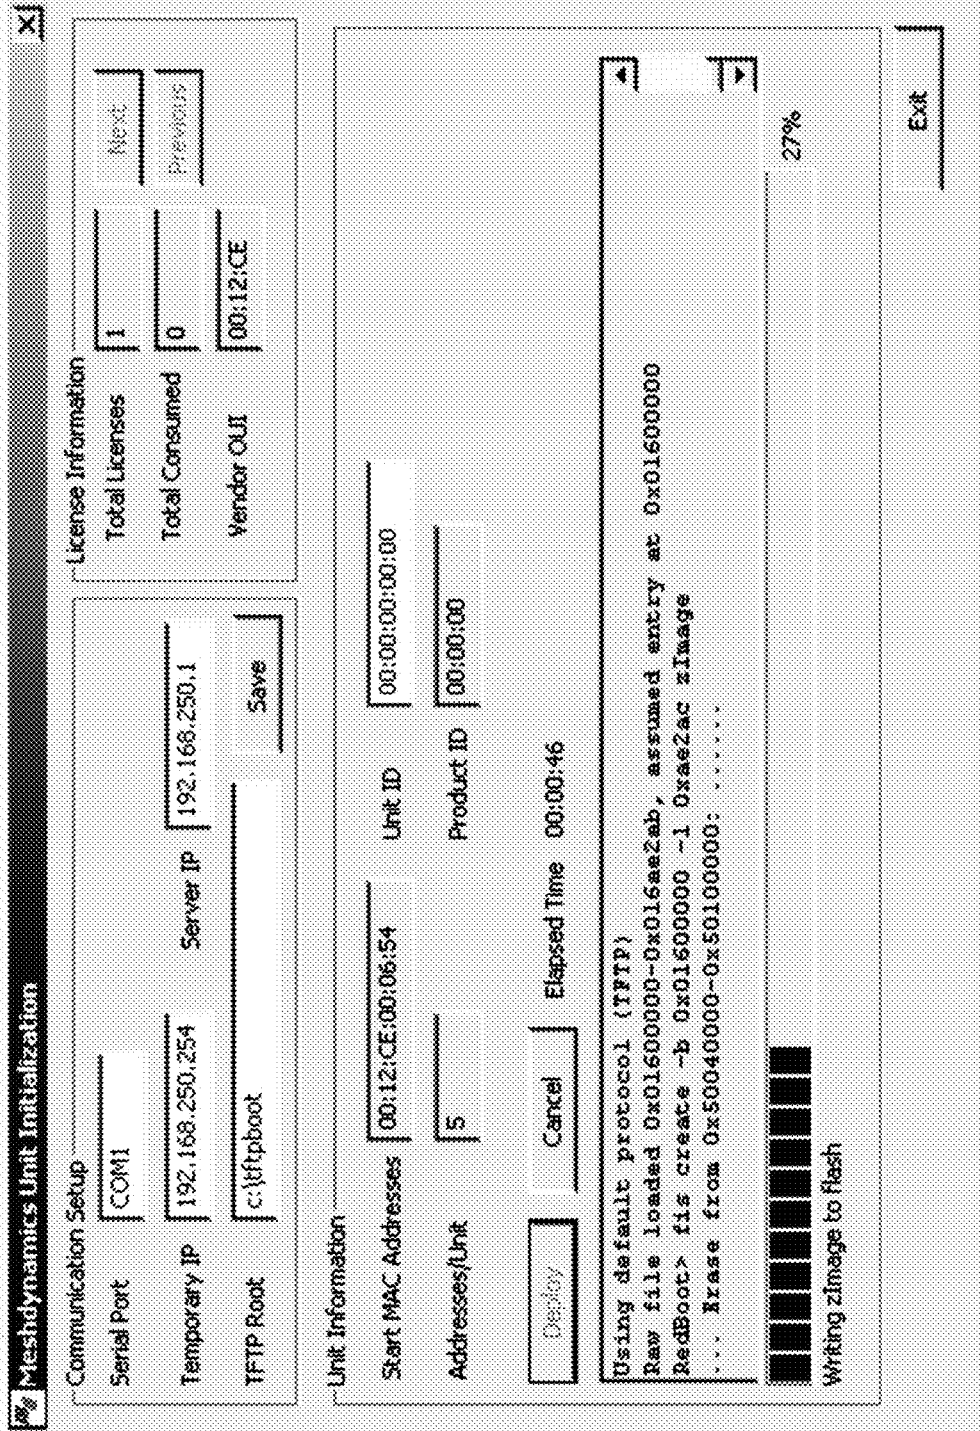 Meshdynamics Unit Initialization
Communication Setup
Serial Port COM1
Temporary IP 192.168.250.254 Server IP 192.168.250.1
TFTP Root c:\tftpboot Save
License Information
Total Licenses 1 Next
Total Consumed 0 Previous
Vendor OUI 00:12:CE
Unit Information
Start MAC Addresses 00:12:CE:00:06:54 Unit ID 00:00:00:00:00
Addresses/Unit 5 Product ID 00:00:00
Deploy Cancel Elapsed Time 00:00:46
Using default protocol (TFTP)
Raw file loaded 0x01600000-0x016ae2ab, assumed entry at 0x01600000
RedBoot> fis create -b 0x01600000 -l 0xae2ac zImage
... Erase from 0x50040000-0x50100000: ......
27%
Writing zImage to flash
Exit